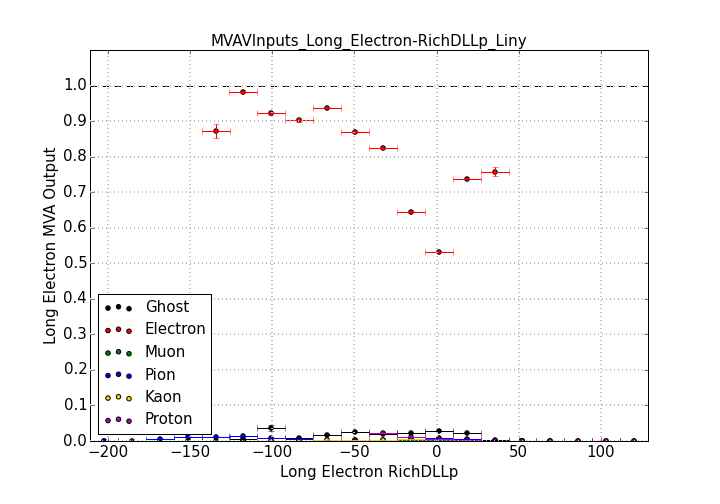 MVAVInputs_Long_Electron-RichDLLp_Liny
Long Electron MVA Output
1.0
0.9
0.8
0.7
0.6
0.5
0.4
0.3
0.2
0.1
0.0
Ghost
Electron
Muon
Pion
Kaon
Proton
−200 −150 −100 −50 0 50 100
Long Electron RichDLLp